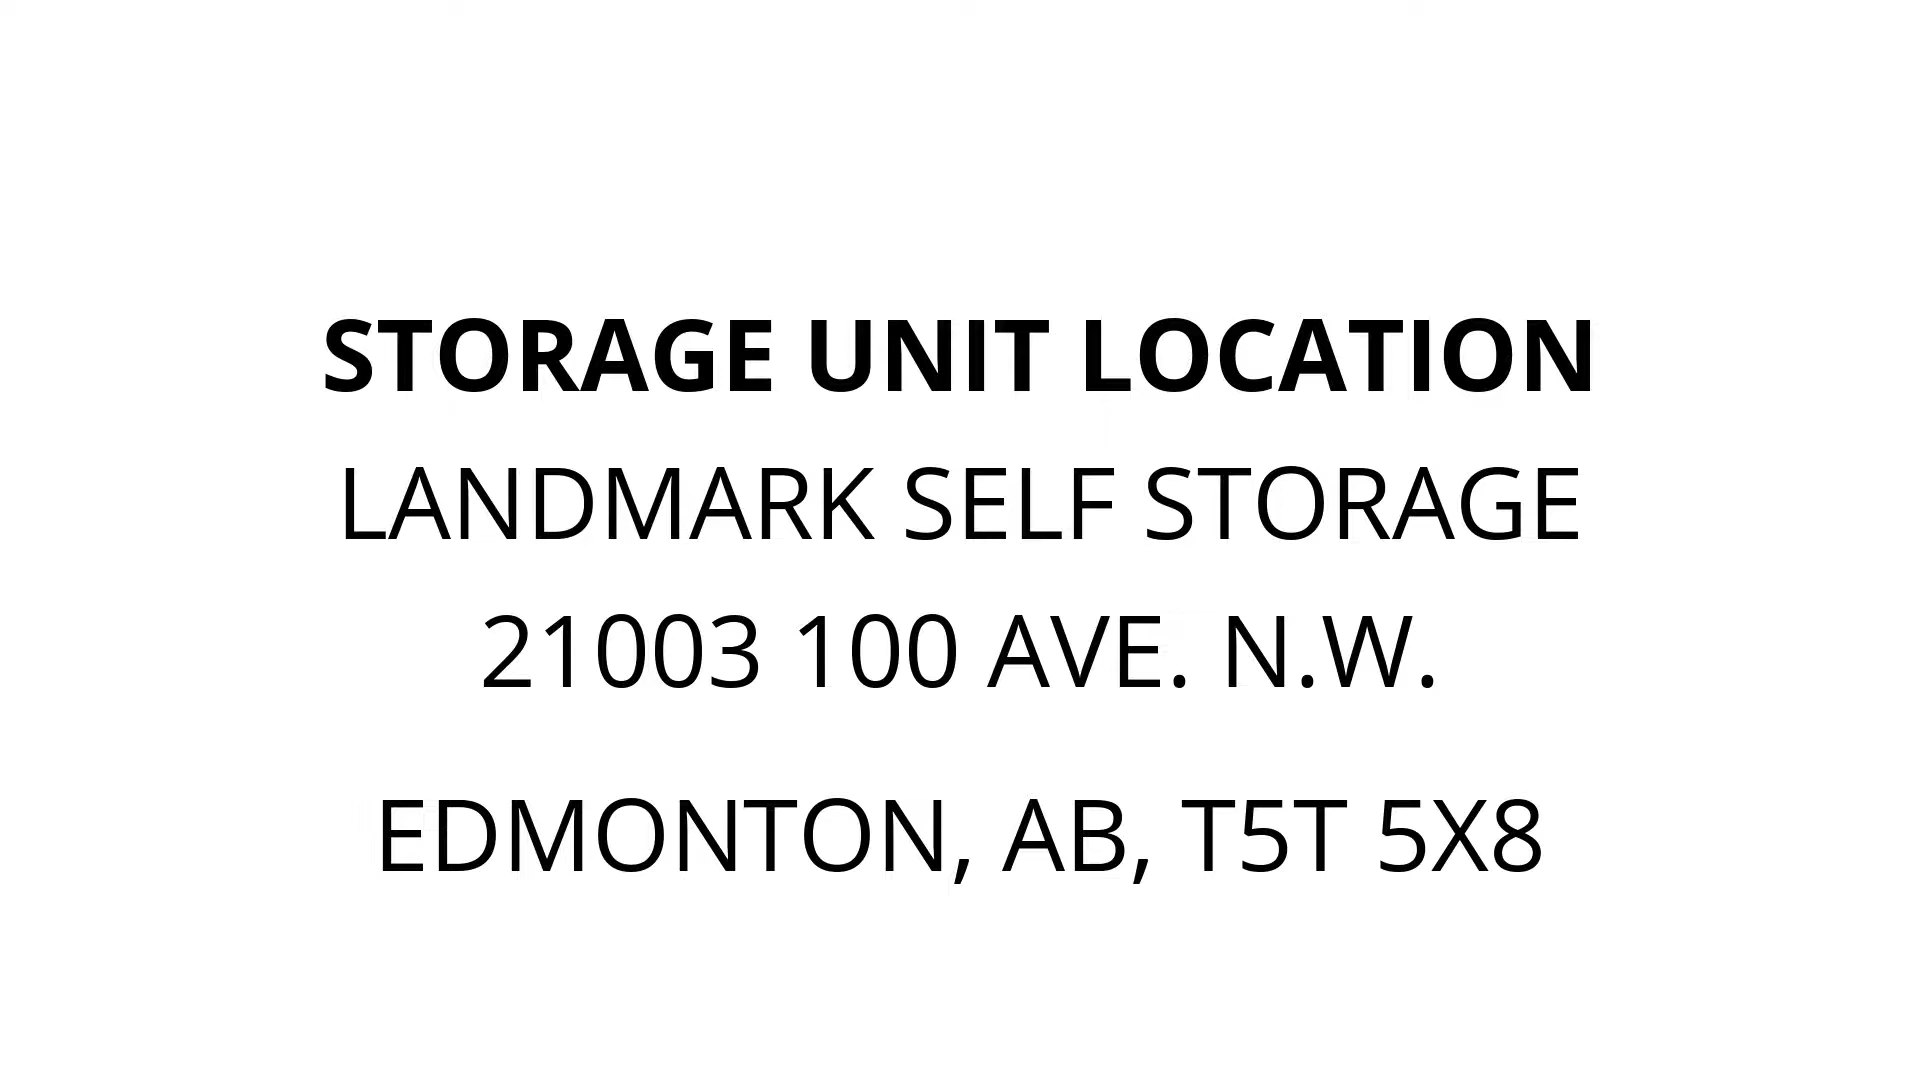 STORAGE UNIT LOCATION
LANDMARK SELF STORAGE
21003 100 AVE. N.W.
EDMONTON, AB, T5T 5X8